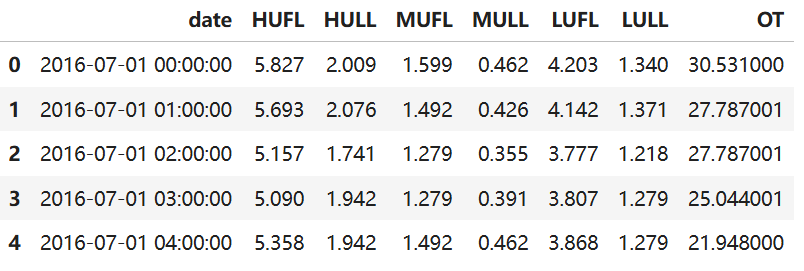 date HUFL HULL MUFL MULL LUFL LULL OT
0 2016-07-01 00:00:00 5.827 2.009 1.599 0.462 4.203 1.340 30.531000
1 2016-07-01 01:00:00 5.693 2.076 1.492 0.426 4.142 1.371 27.787001
2 2016-07-01 02:00:00 5.157 1.741 1.279 0.355 3.777 1.218 27.787001
3 2016-07-01 03:00:00 5.090 1.942 1.279 0.391 3.807 1.279 25.044001
4 2016-07-01 04:00:00 5.358 1.942 1.492 0.462 3.868 1.279 21.948000